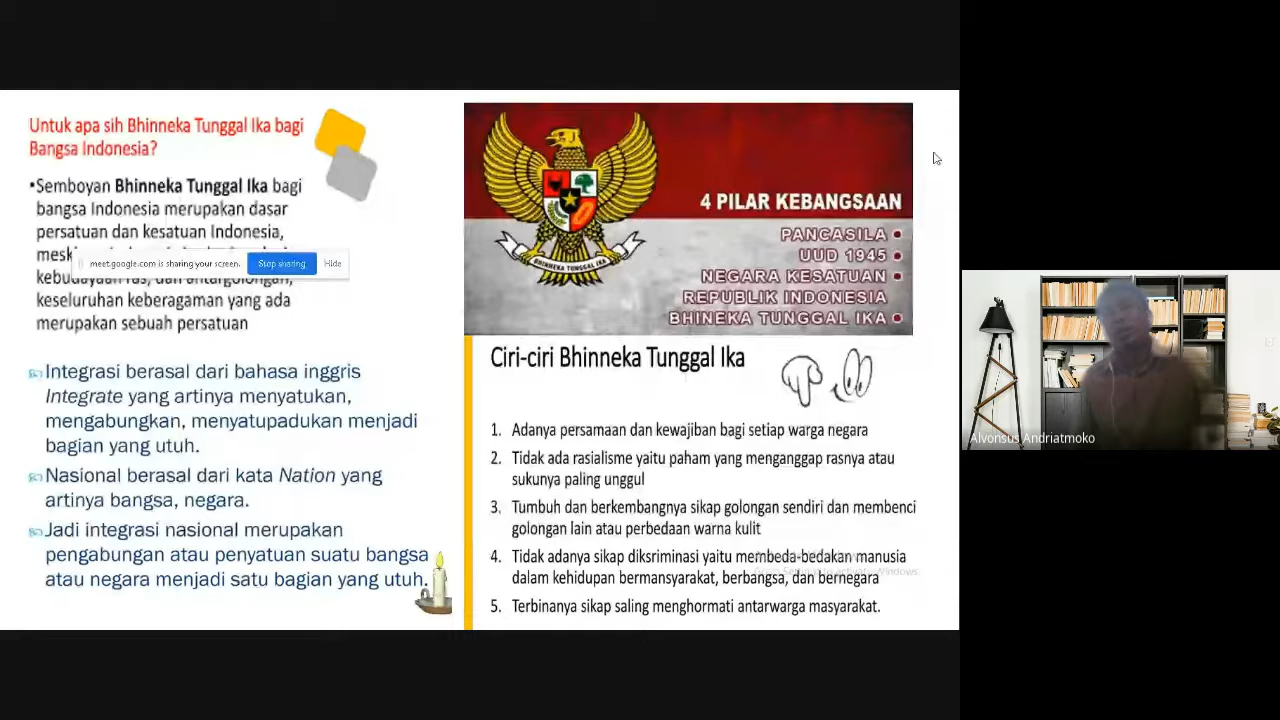 Untuk apa sih Bhinneka Tunggal Ika bagi
Bangsa Indonesia?
•Semboyan Bhinneka Tunggal Ika bagi
bangsa Indonesia merupakan dasar
persatuan dan kesatuan Indonesia,
mesk
meet.google.com is sharing your screen. Stop sharing Hide
kebudayaan ras, dan antargolongan,
keseluruhan keberagaman yang ada
merupakan sebuah persatuan
Integrasi berasal dari bahasa inggris
Integrate yang artinya menyatukan,
mengabungkan, menyatupadukan menjadi
bagian yang utuh.
Nasional berasal dari kata Nation yang
artinya bangsa, negara.
Jadi integrasi nasional merupakan
pengabungan atau penyatuan suatu bangsa
atau negara menjadi satu bagian yang utuh.
BHINNEKA TUNGGAL IKA
4 PILAR KEBANGSAAN
PANCASILA •
UUD 1945 •
NEGARA KESATUAN •
REPUBLIK INDONESIA
BHINEKA TUNGGAL IKA •
Ciri-ciri Bhinneka Tunggal Ika
1. Adanya persamaan dan kewajiban bagi setiap warga negara
2. Tidak ada rasialisme yaitu paham yang menganggap rasnya atau
sukunya paling unggul
3. Tumbuh dan berkembangnya sikap golongan sendiri dan membenci
golongan lain atau perbedaan warna kulit
4. Tidak adanya sikap diksriminasi yaitu membeda-bedakan manusia
dalam kehidupan bermansyarakat, berbangsa, dan bernegara
5. Terbinanya sikap saling menghormati antarwarga masyarakat.
Alvonsus Andriatmoko